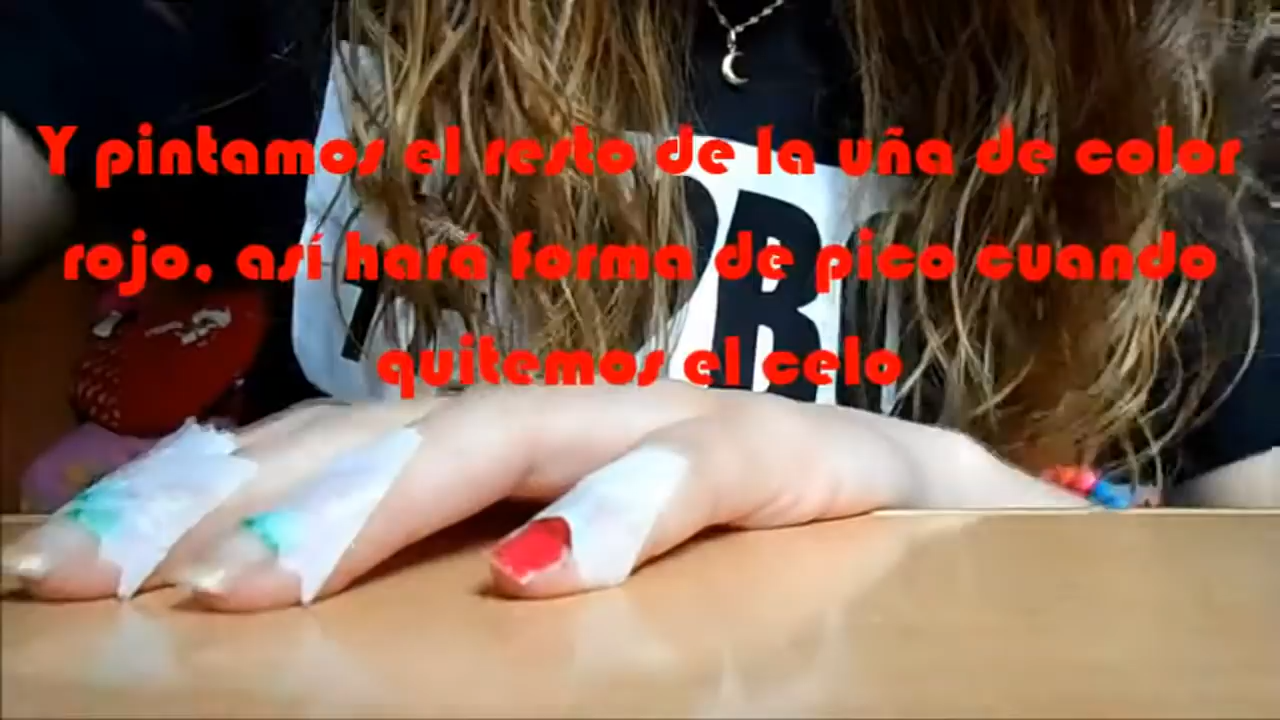 Y pintamos el resto de la uña de color
rojo, así hará forma de pico cuando
quitemos el celo